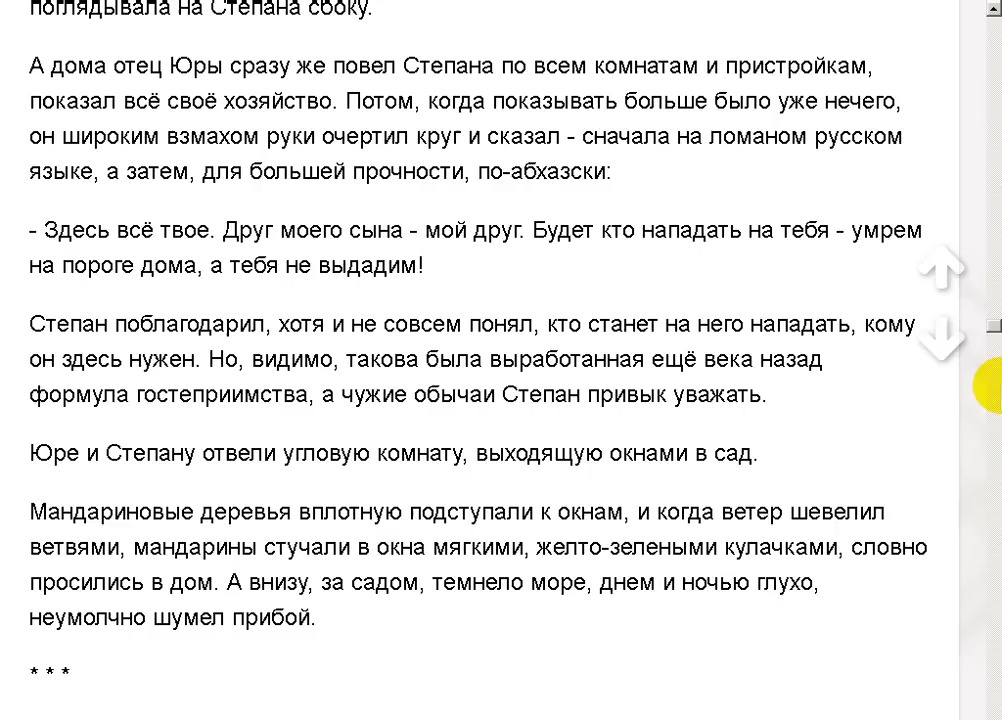 поглядывала на Степана сбоку.
А дома отец Юры сразу же повел Степана по всем комнатам и пристройкам,
показал всё своё хозяйство. Потом, когда показывать больше было уже нечего,
он широким взмахом руки очертил круг и сказал - сначала на ломаном русском
языке, а затем, для большей прочности, по-абхазски:
- Здесь всё твое. Друг моего сына - мой друг. Будет кто нападать на тебя - умрем
на пороге дома, а тебя не выдадим!
Степан поблагодарил, хотя и не совсем понял, кто станет на него нападать, кому
он здесь нужен. Но, видимо, такова была выработанная ещё века назад
формула гостеприимства, а чужие обычаи Степан привык уважать.
Юре и Степану отвели угловую комнату, выходящую окнами в сад.
Мандариновые деревья вплотную подступали к окнам, и когда ветер шевелил
ветвями, мандарины стучали в окна мягкими, желто-зелеными кулачками, словно
просились в дом. А внизу, за садом, темнело море, днем и ночью глухо,
неумолчно шумел прибой.
* * *